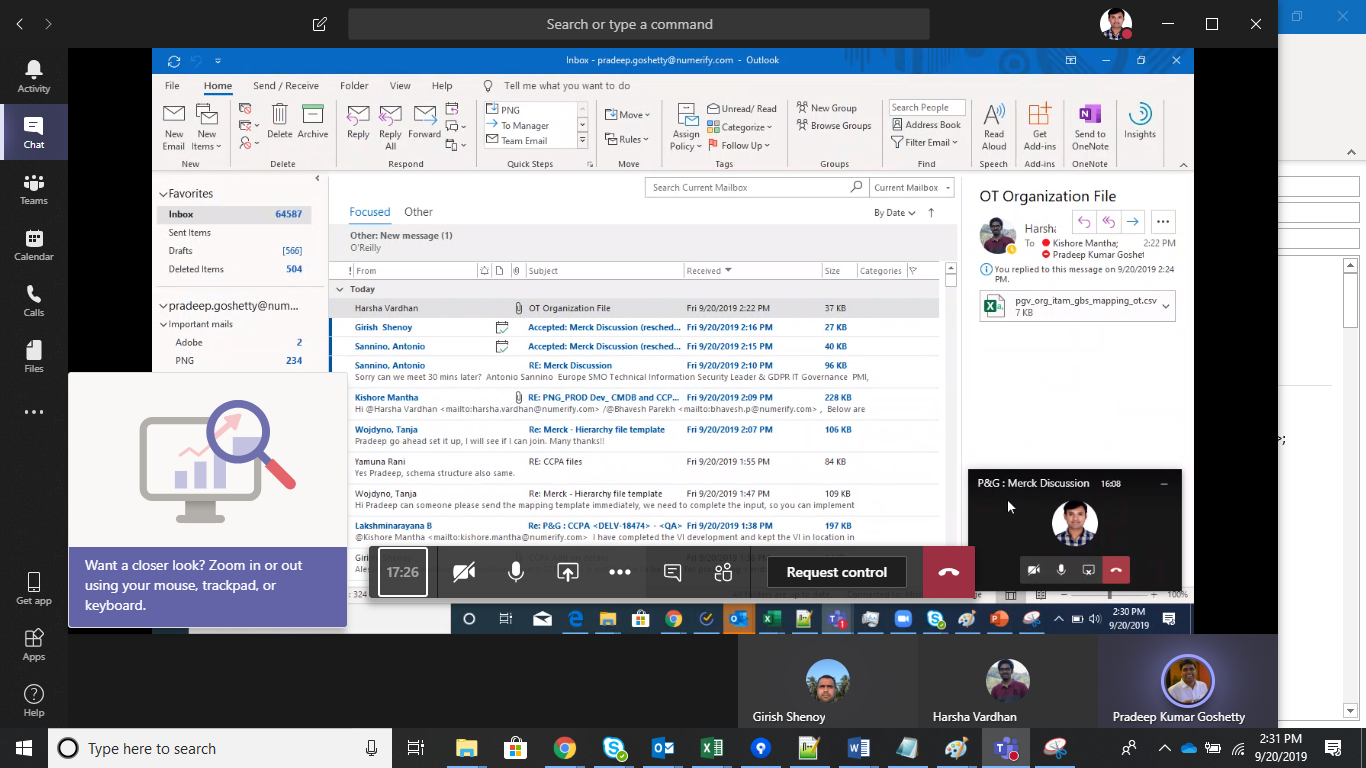 Search or type a command
Activity
Chat
Teams
Calendar
Calls
Files
Get app
Apps
Help
Inbox - pradeep.goshetty@numerify.com - Outlook
File Home Send / Receive Folder View Help Tell me what you want to do
New Email
New Items
Delete
Archive
Reply
Reply All
Forward
PNG
To Manager
Team Email
Move
Rules
Assign Policy
Unread/ Read
Categorize
Follow Up
New Group
Browse Groups
Search People
Address Book
Filter Email
Read Aloud
Get Add-ins
Send to OneNote
Insights
New Delete Respond Quick Steps Move Tags Groups Find Speech Add-ins OneNote
Favorites
Inbox 64587
Sent Items
Drafts [566]
Deleted Items 504
pradeep.goshetty@num...
Important mails
Adobe 2
PNG 234
Search Current Mailbox Current Mailbox
Focused Other By Date
Other: New message (1)
O'Reilly
! From Subject Received Size Categories
Today
Harsha Vardhan OT Organization File Fri 9/20/2019 2:22 PM 37 KB
Girish Shenoy Accepted: Merck Discussion (resched... Fri 9/20/2019 2:16 PM 27 KB
Sannino, Antonio Accepted: Merck Discussion (resched... Fri 9/20/2019 2:15 PM 40 KB
Sannino, Antonio RE: Merck Discussion Fri 9/20/2019 2:10 PM 96 KB
Sorry can we meet 30 mins later? Antonio Sannino Europe SMO Technical Information Security Leader & GDPR IT Governance PMI,
Kishore Mantha RE: PNG_PROD Dev_ CMDB and CCP... Fri 9/20/2019 2:09 PM 228 KB
Hi @Harsha Vardhan <mailto:harsha.vardhan@numerify.com> /@Bhavesh Parekh <mailto:bhavesh.p@numerify.com> , Below are
Wojdyno, Tanja Re: Merck - Hierarchy file template Fri 9/20/2019 2:07 PM 106 KB
Pradeep go ahead set it up, I will see if I can join. Many thanks!!
Yamuna Rani RE: CCPA files Fri 9/20/2019 1:55 PM 84 KB
Yes Pradeep, schema structure also same.
Wojdyno, Tanja Re: Merck - Hierarchy file template Fri 9/20/2019 1:47 PM 109 KB
Hi Pradeep can someone please send the mapping template immediately, we need to complete the input, so you can implement
Lakshminarayana B Re: P&G : CCPA <DELV-18474> - <QA> Fri 9/20/2019 1:38 PM 197 KB
@Kishore Mantha <mailto:kishore.mantha@numerify.com> I have completed the VI development and kept the VI in location in
OT Organization File
Harsha
To Kishore Mantha;
Pradeep Kumar Goshet
2:22 PM
You replied to this message on 9/20/2019 2:24 PM.
pgv_org_itam_gbs_mapping_ot.csv
7 KB
P&G : Merck Discussion 16:08
Want a closer look? Zoom in or out using your mouse, trackpad, or keyboard.
17:26
Request control
100%
2:30 PM
9/20/2019
Girish Shenoy
Harsha Vardhan
Pradeep Kumar Goshetty
Type here to search
2:31 PM
9/20/2019